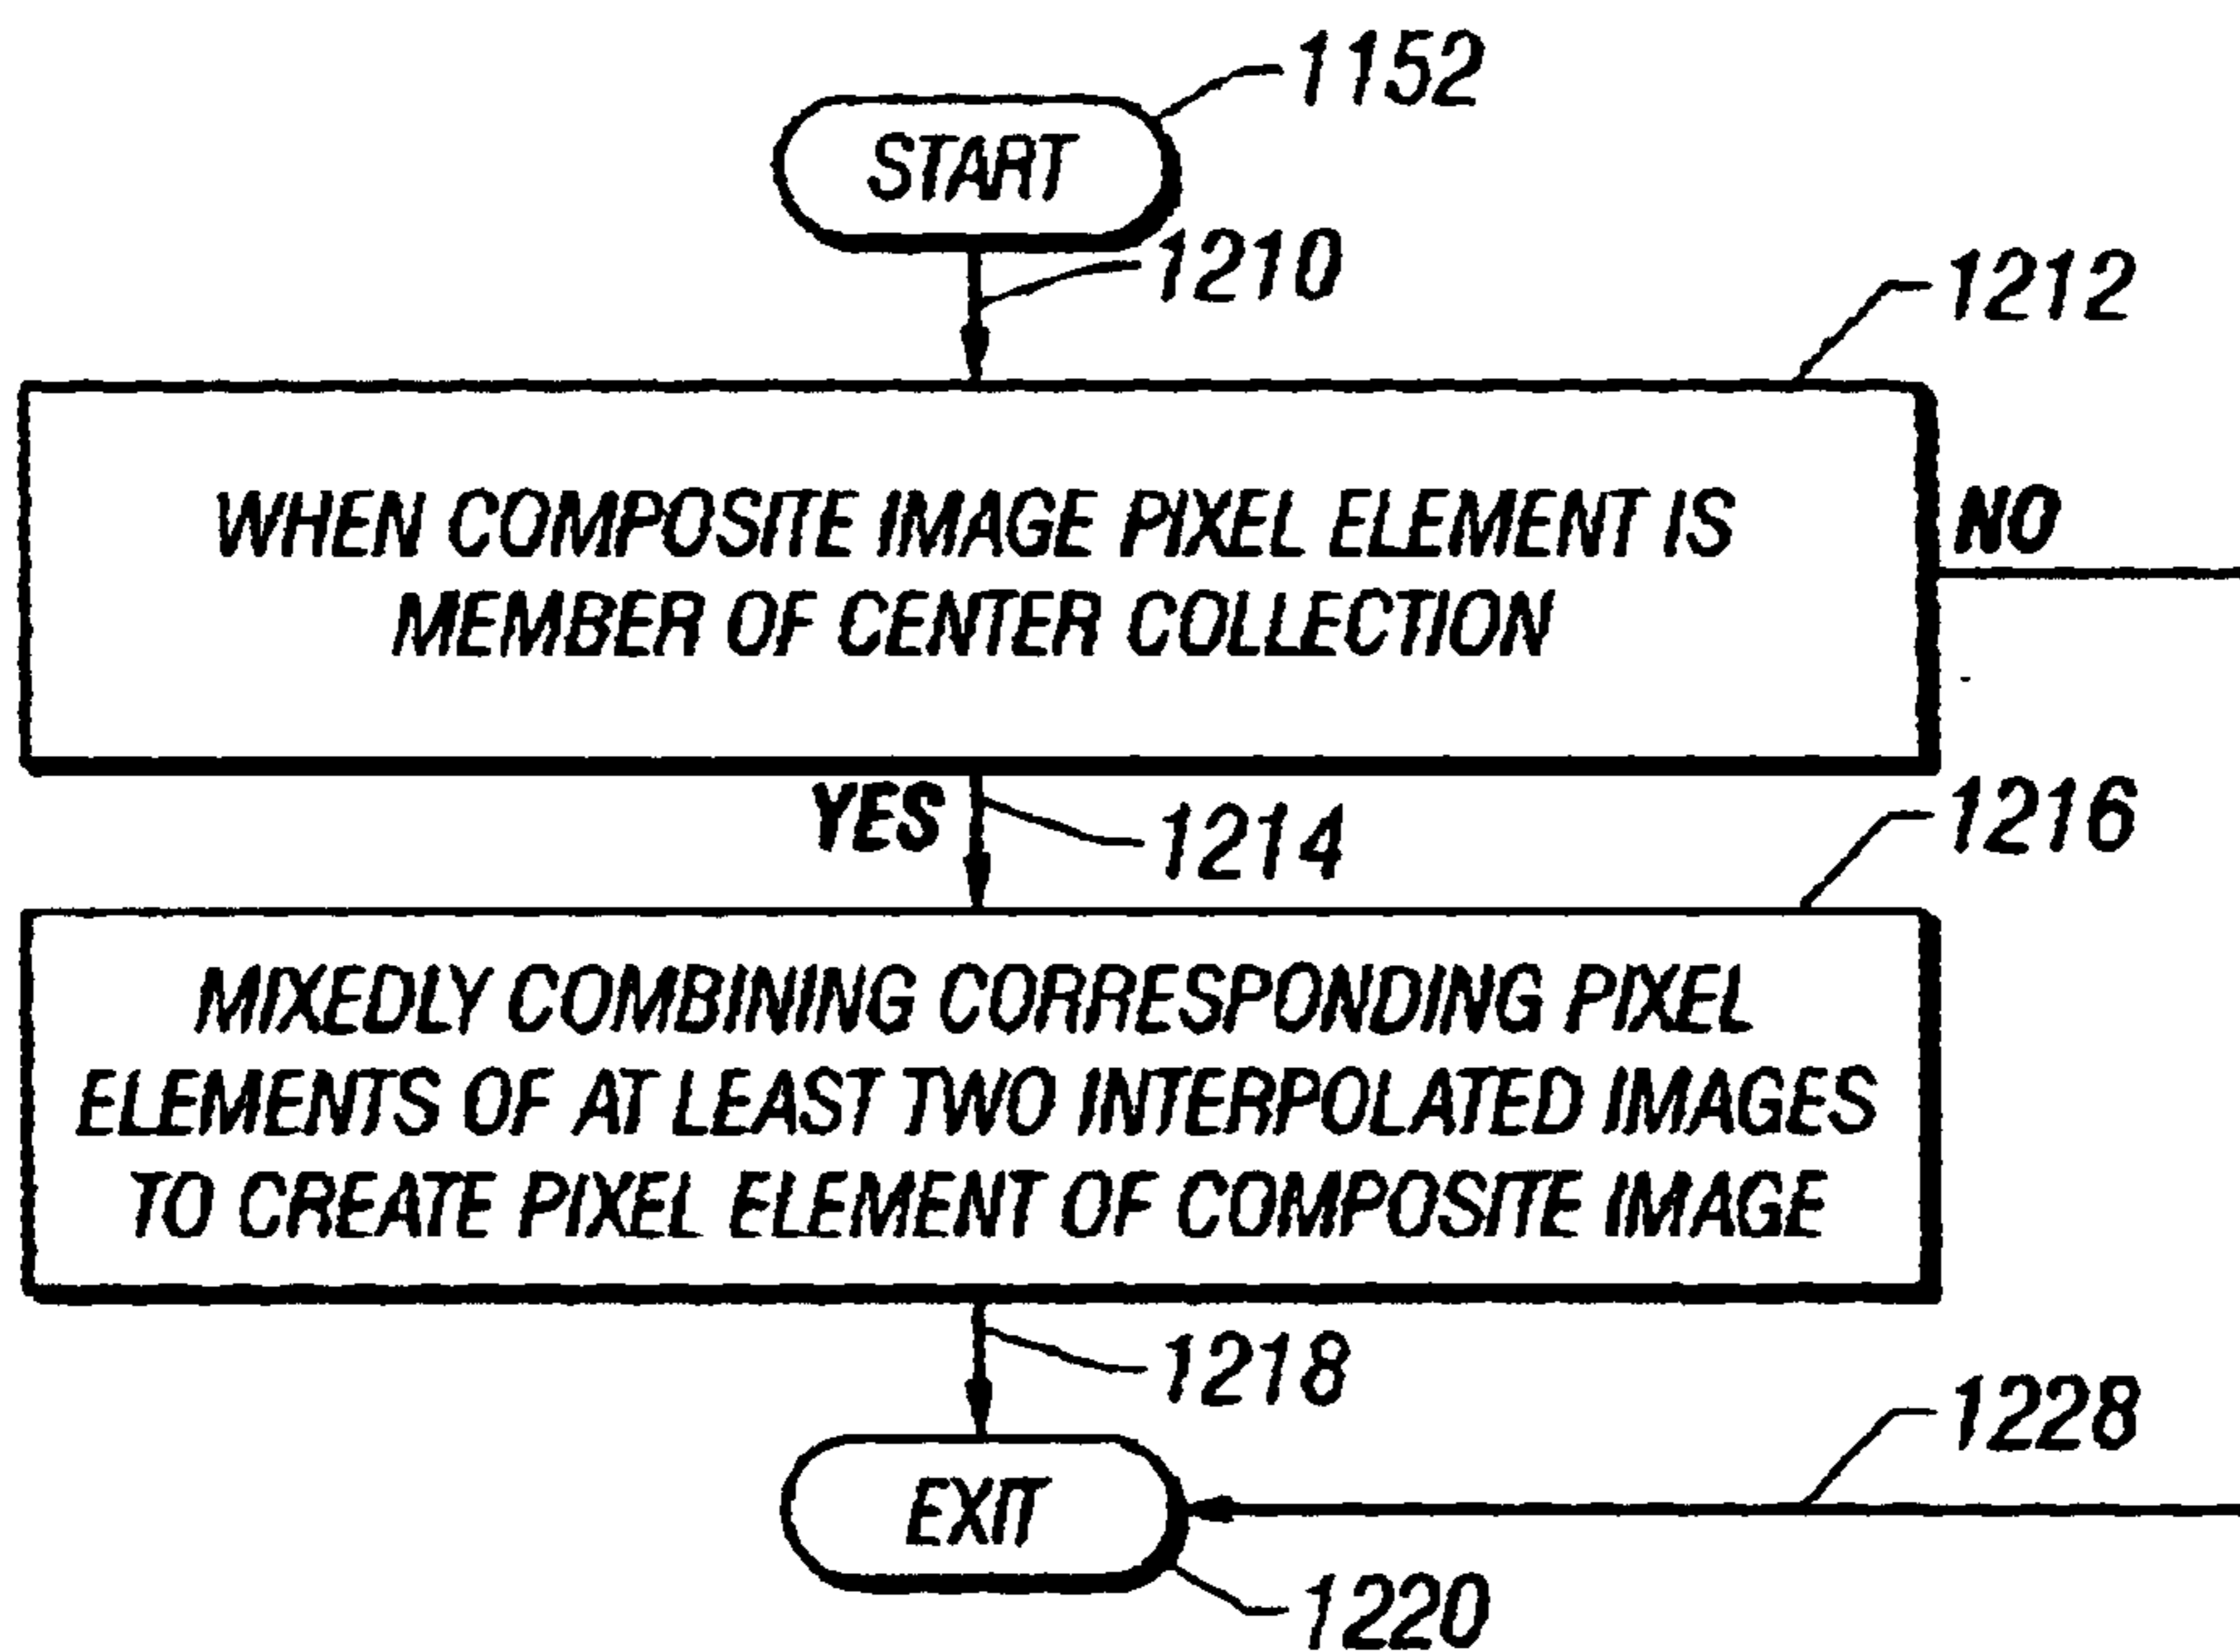 1152
START
1210
1212
WHEN COMPOSITE IMAGE PIXEL ELEMENT IS
MEMBER OF CENTER COLLECTION
NO
YES
1214
1216
MIXEDLY COMBINING CORRESPONDING PIXEL
ELEMENTS OF AT LEAST TWO INTERPOLATED IMAGES
TO CREATE PIXEL ELEMENT OF COMPOSITE IMAGE
1218
1228
EXIT
1220